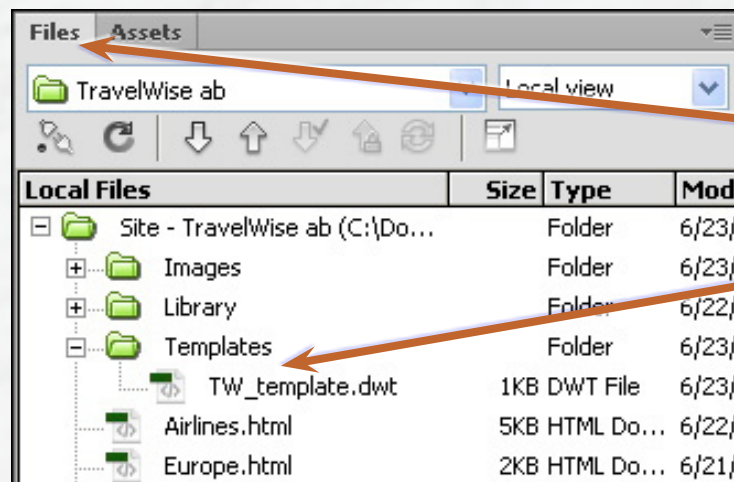 Files Assets
TravelWise ab Local view
Local Files Size Type Mod
Site - TravelWise ab (C:\Do... Folder 6/23/
Images Folder 6/23/
Library Folder 6/22/
Templates Folder 6/23/
TW_template.dwt 1KB DWT File 6/23/
Airlines.html 5KB HTML Do... 6/22/
Europe.html 2KB HTML Do... 6/21/